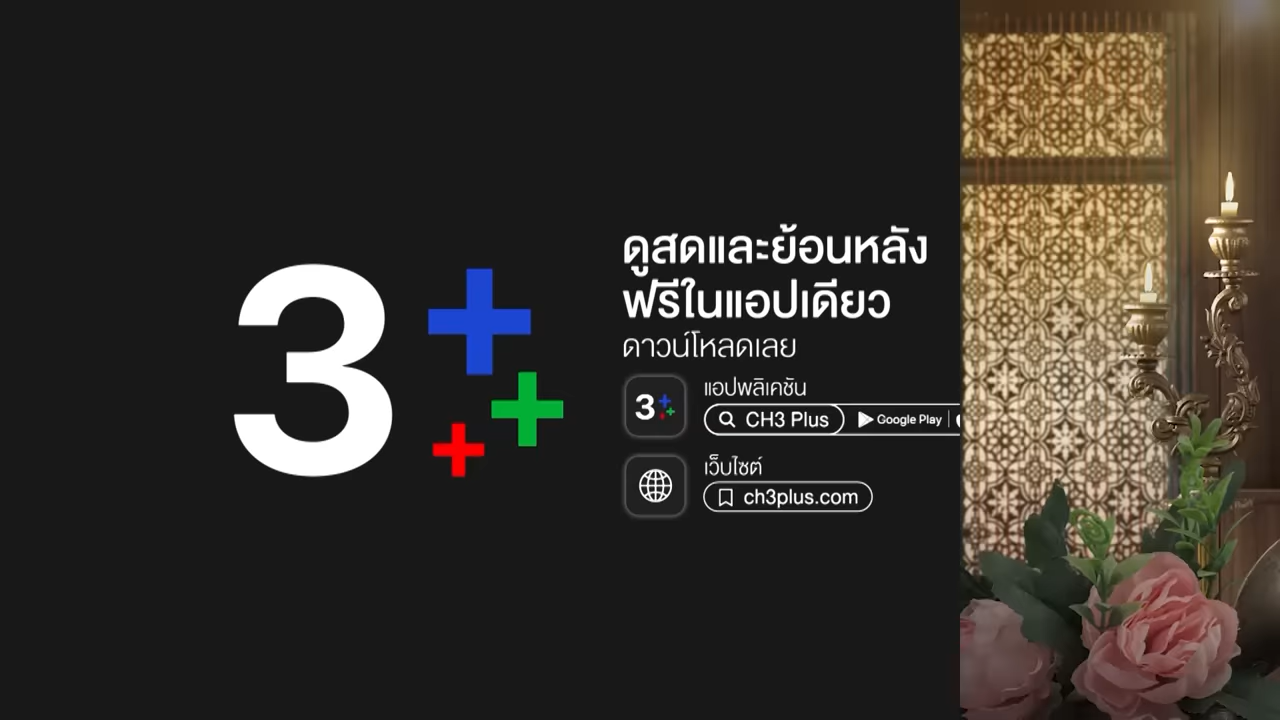 3
ดูสดและย้อนหลัง
ฟรีในแอปเดียว
ดาวน์โหลดเลย
3
แอปพลิเคชัน
CH3 Plus
Google Play
เว็บไซต์
ch3plus.com